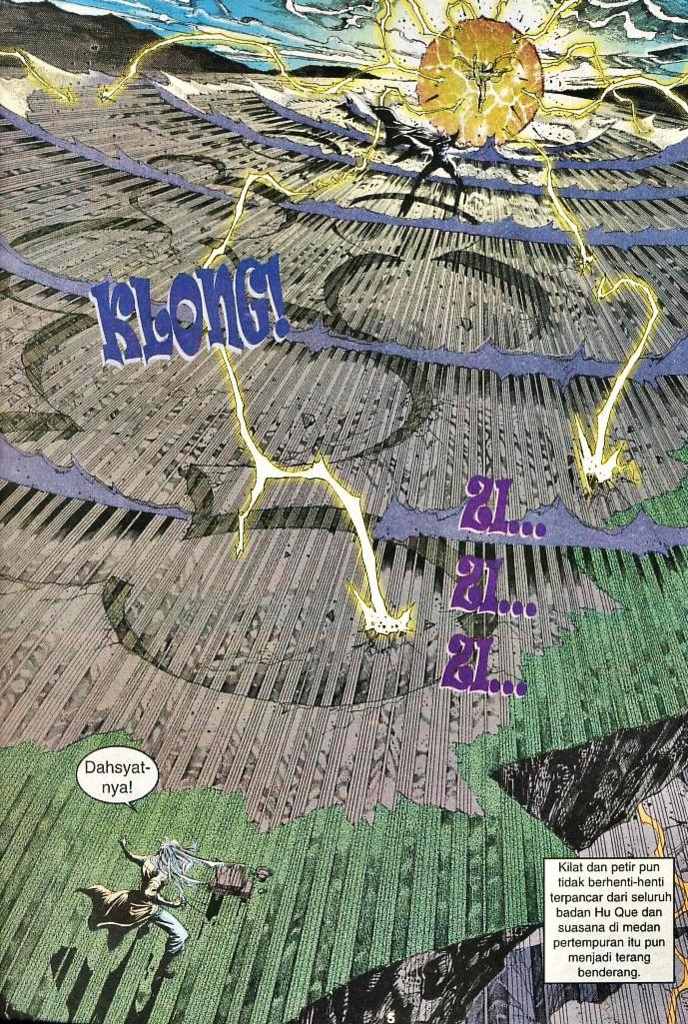 KLONG!
ZI...
ZI...
ZI...
Dahsyat-
nya!
Kilat dan petir pun
tidak berhenti-henti
terpancar dari seluruh
badan Hu Que dan
suasana di medan
pertempuran itu pun
menjadi terang
benderang.
5